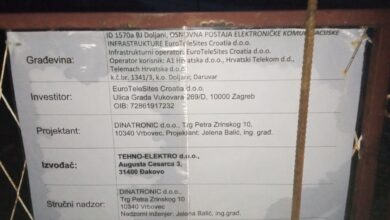 ID 1570a BJ Doljani, OSNOVNA POSTAJA ELEKTRONIČKE KOMUNIKACIJSKE
INFRASTRUKTURE EuroTeleSites Croatia d.o.o.
Infrastrukturni operator: EuroTeleSites Croatia d.o.o.
Građevina:
Operator korisnik: A1 Hrvatska d.o.o., Hrvatski Telekom d.d.,
Telemach Hrvatska d.o.o.
k.č.br. 1341/3, k.o. Doljani; Daruvar
EuroTeleSites Croatia d.o.o.
Investitor:
Ulica Grada Vukovara 269/D, 10000 Zagreb
OIB: 72861917232
Projektant:
DINATRONIC d.o.o., Trg Petra Zrinskog 10,
10340 Vrbovec, Projektant: Jelena Balić, ing. grad.
TEHNO-ELEKTRO d.o.o.,
Izvođač:
Augusta Cesarca 3,
31400 Đakovo
DINATRONIC d.o.o.,
Trg Petra Zrinskog 10
Stručni nadzor:
10340 Vrbovec
Nadzorni inženjer: Jelena Balić, ing. grad.